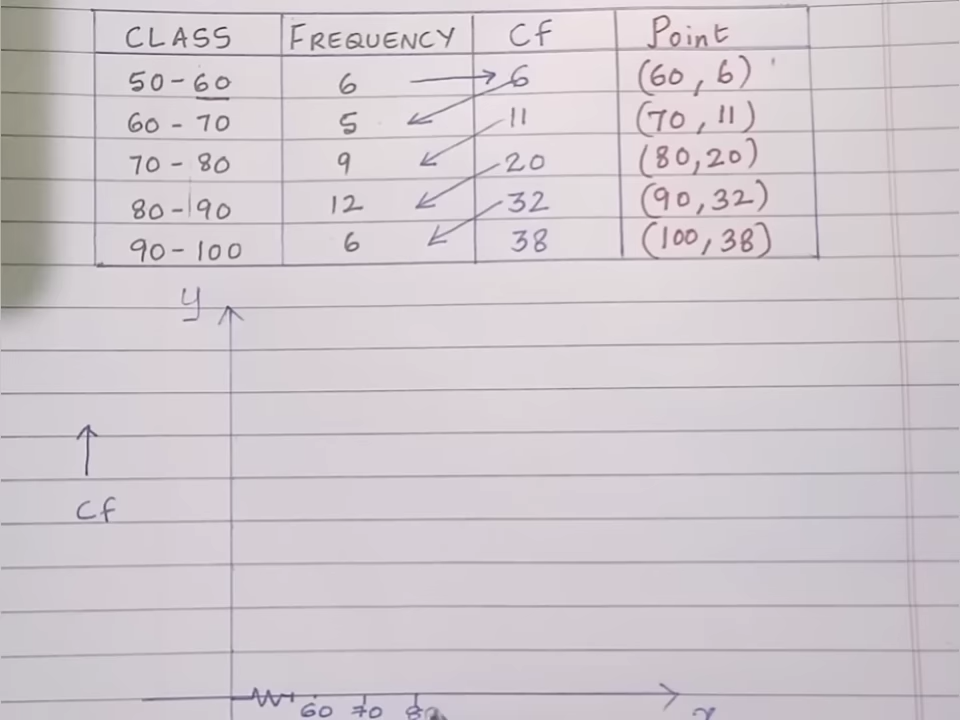 CLASS FREQUENCY Cf Point
50-60 6 6 (60, 6)
60-70 5 11 (70, 11)
70-80 9 20 (80,20)
80-90 12 32 (90,32)
90-100 6 38 (100,38)
y
Cf
60 70
x